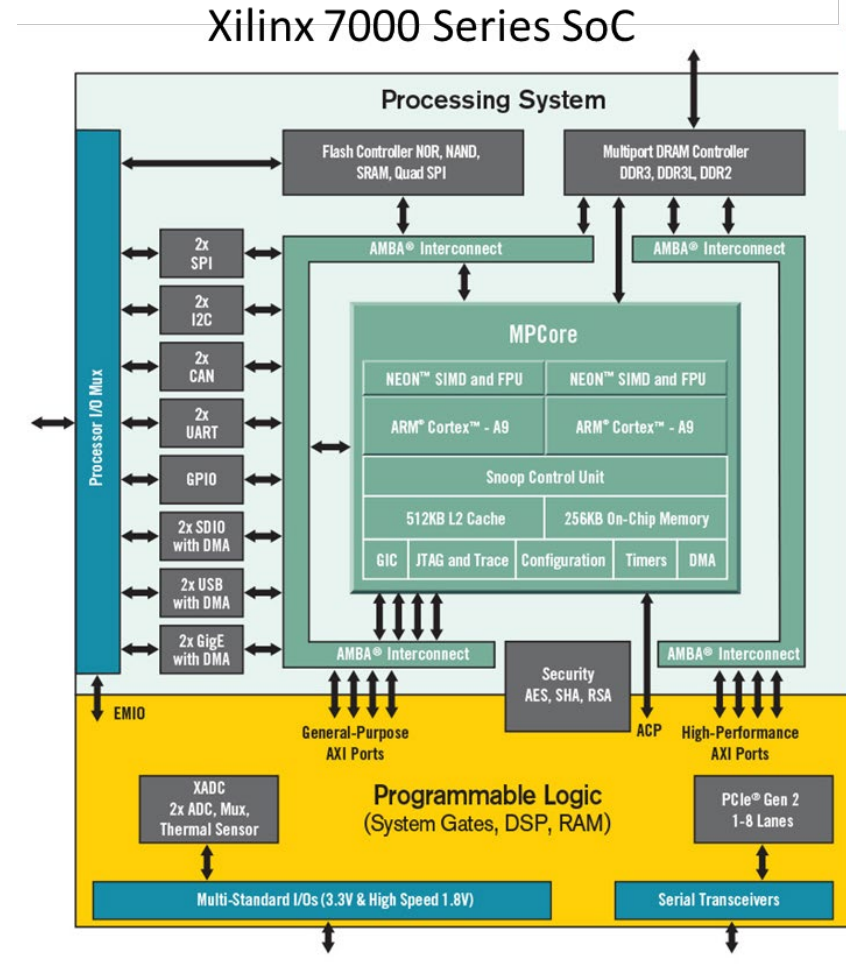 Xilinx 7000 Series SoC
Processing System
Flash Controller NOR, NAND,
SRAM, Quad SPI
Multiport DRAM Controller
DDR3, DDR3L, DDR2
AMBA® Interconnect
AMBA® Interconnect
Processor I/O Mux
2x
SPI
2x
I2C
2x
CAN
2x
UART
GPIO
2x SDIO
with DMA
2x USB
with DMA
2x GigE
with DMA
MPCore
NEON™ SIMD and FPU
NEON™ SIMD and FPU
ARM® Cortex™ - A9
ARM® Cortex™ - A9
Snoop Control Unit
512KB L2 Cache
256KB On-Chip Memory
GIC
JTAG and Trace
Configuration
Timers
DMA
AMBA® Interconnect
AMBA® Interconnect
Security
AES, SHA, RSA
EMIO
General-Purpose
AXI Ports
ACP
High-Performance
AXI Ports
XADC
2x ADC, Mux,
Thermal Sensor
Programmable Logic
(System Gates, DSP, RAM)
PCIe® Gen 2
1-8 Lanes
Multi-Standard I/Os (3.3V & High Speed 1.8V)
Serial Transceivers